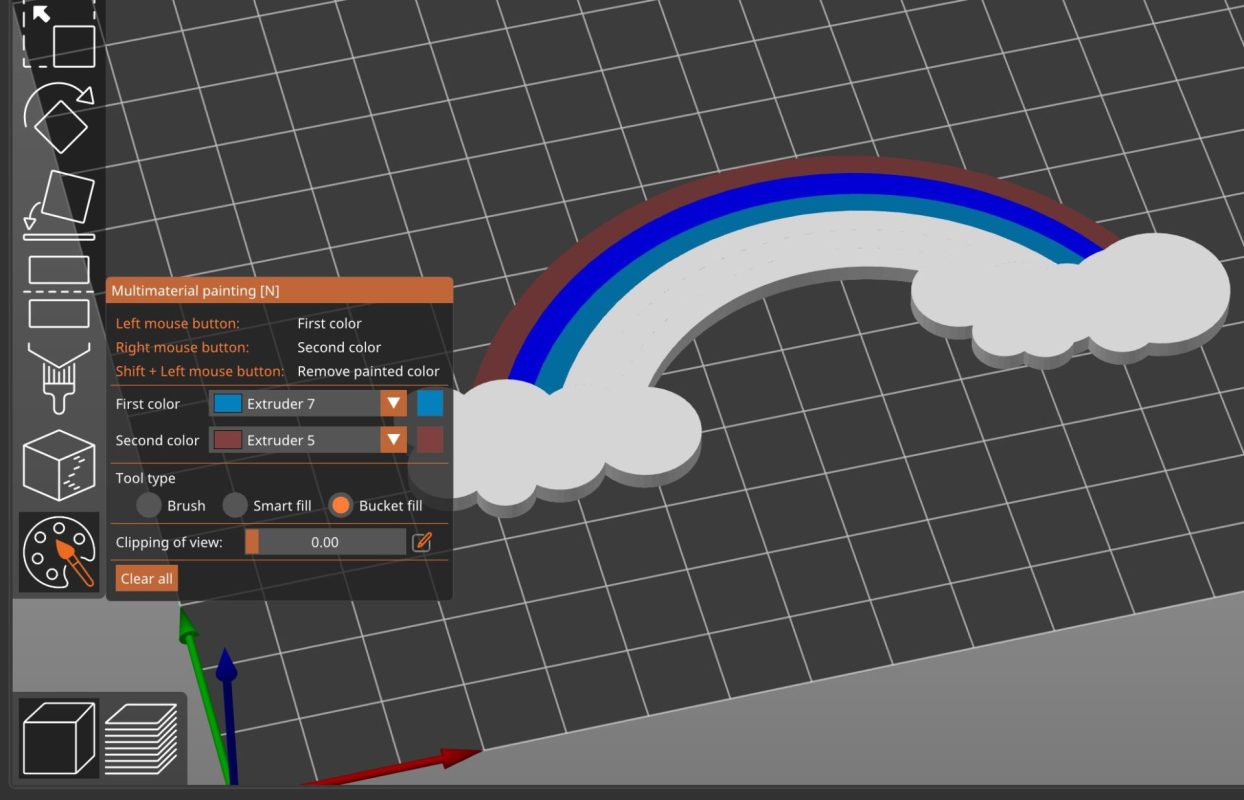 Multimaterial painting [N]
Left mouse button: First color
Right mouse button: Second color
Shift + Left mouse button: Remove painted color
First color Extruder 7
Second color Extruder 5
Tool type
Brush Smart fill Bucket fill
Clipping of view: 0.00
Clear all